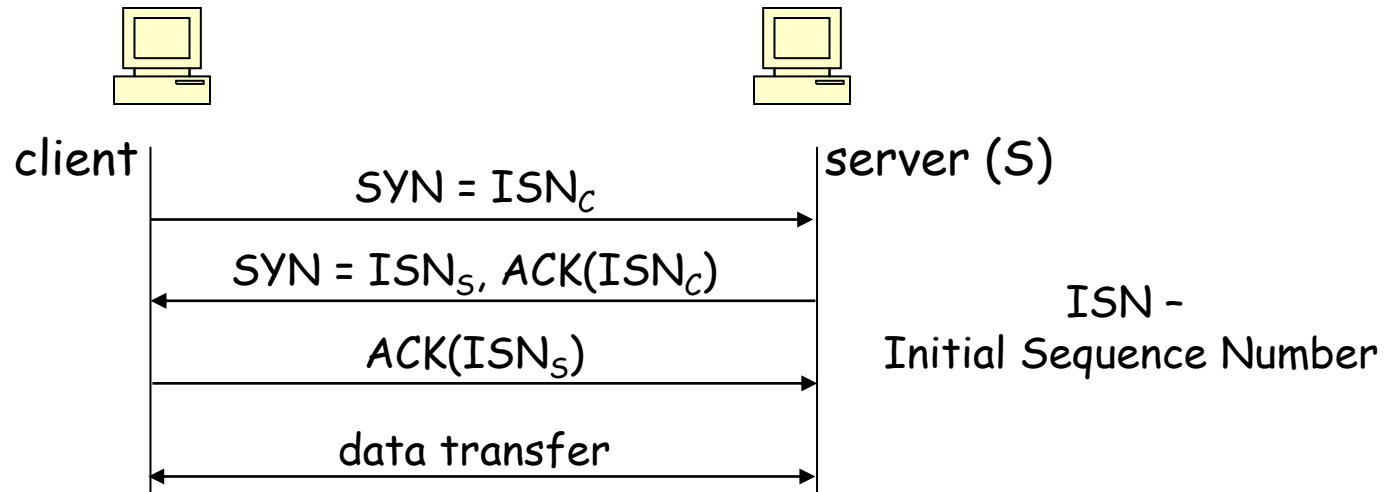 client
server (S)
SYN = ISN_C
SYN = ISN_S, ACK(ISN_C)
ISN –
Initial Sequence Number
ACK(ISN_S)
data transfer